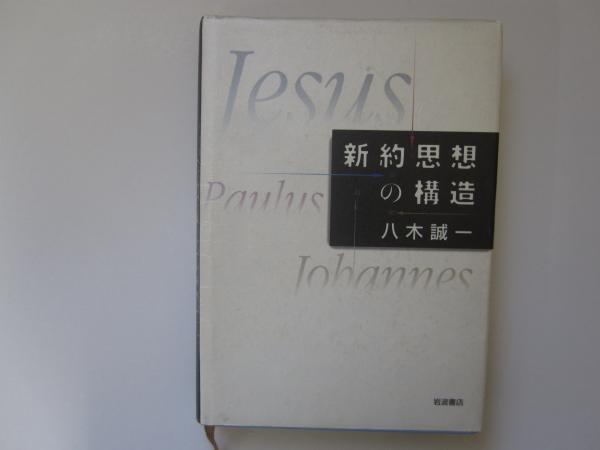 Jesus
新約思想
の構造
八木誠一
Paulus
Johannes
岩波書店